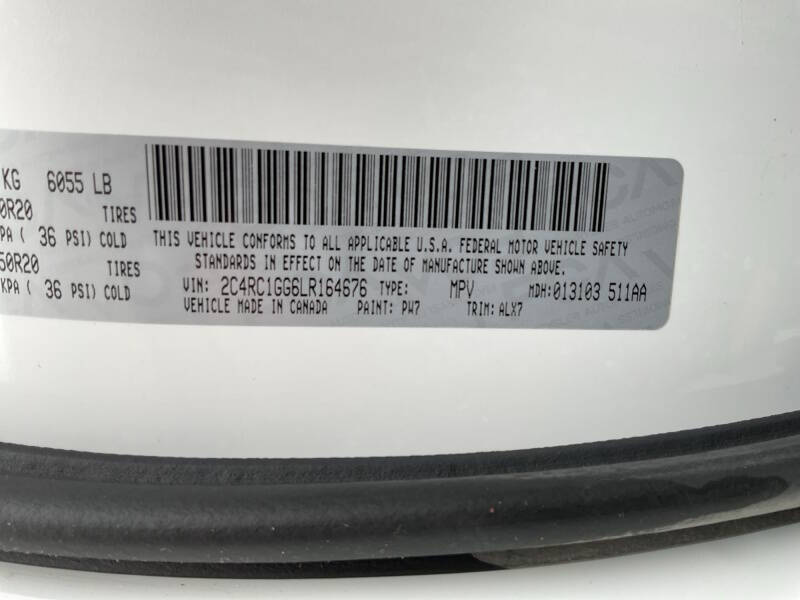 KG 6055 LB
0R20 TIRES
PA ( 36 PSI) COLD
50R20 TIRES
KPA ( 36 PSI) COLD
THIS VEHICLE CONFORMS TO ALL APPLICABLE U.S.A. FEDERAL MOTOR VEHICLE SAFETY
STANDARDS IN EFFECT ON THE DATE OF MANUFACTURE SHOWN ABOVE.
VIN: 2C4RC1GG6LR164676 TYPE: MPV MDH:013103 511AA
VEHICLE MADE IN CANADA PAINT: PW7 TRIM: ALX7